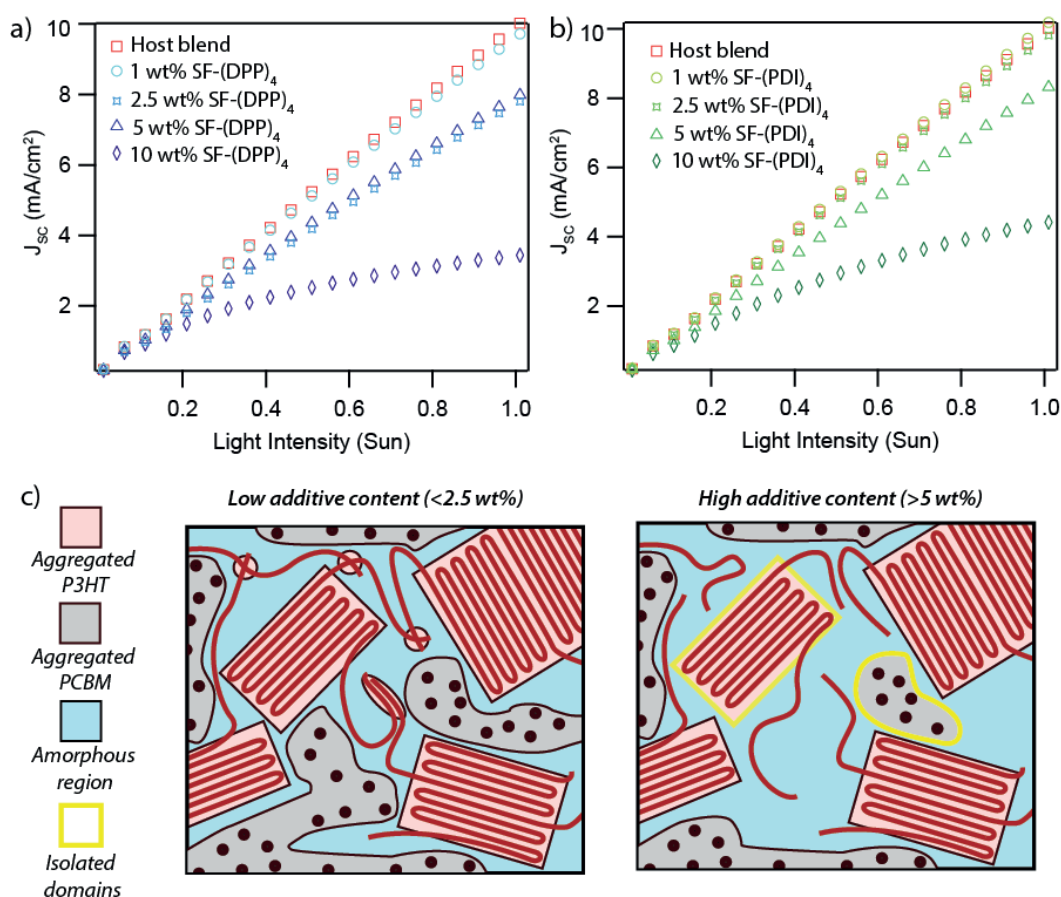 a)
Host blend
1 wt% SF-(DPP)₄
2.5 wt% SF-(DPP)₄
5 wt% SF-(DPP)₄
10 wt% SF-(DPP)₄
J_SC (mA/cm²)
10
8
6
4
2
0.2 0.4 0.6 0.8 1.0
Light Intensity (Sun)
b)
Host blend
1 wt% SF-(PDI)₄
2.5 wt% SF-(PDI)₄
5 wt% SF-(PDI)₄
10 wt% SF-(PDI)₄
J_SC (mA/cm²)
10
8
6
4
2
0.2 0.4 0.6 0.8 1.0
Light Intensity (Sun)
c)
Aggregated
P3HT
Aggregated
PCBM
Amorphous
region
Isolated
domains
Low additive content (<2.5 wt%)
High additive content (>5 wt%)